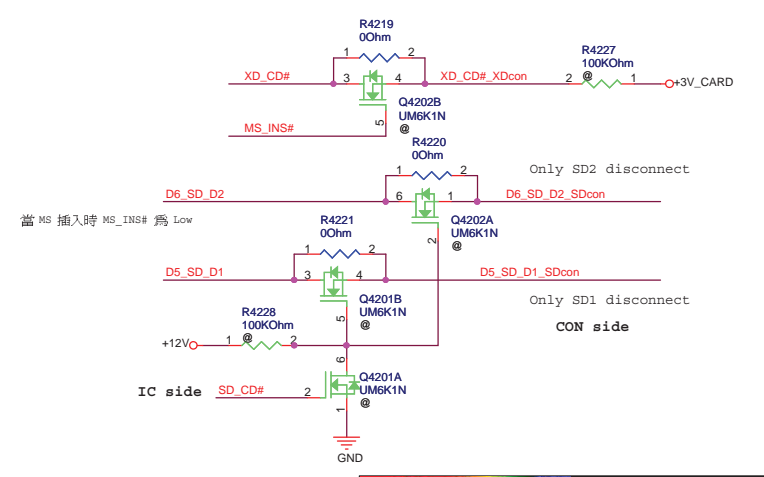 R4219
0Ohm
1 2
XD_CD# 3 4 XD_CD#_XDcon
R4227
100KOhm
@
2 1 +3V_CARD
Q4202B
UM6K1N
@
MS_INS# 5
R4220
0Ohm
1 2
Only SD2 disconnect
D6_SD_D2 6 1 D6_SD_D2_SDcon
當 MS 插入時 MS_INS# 為 Low
Q4202A
UM6K1N
@
2
R4221
0Ohm
1 2
D5_SD_D1 3 4 D5_SD_D1_SDcon
Only SD1 disconnect
Q4201B
UM6K1N
@
5
CON side
R4228
100KOhm
@
+12V 1 2
6
Q4201A
UM6K1N
@
IC side SD_CD# 2
1
GND